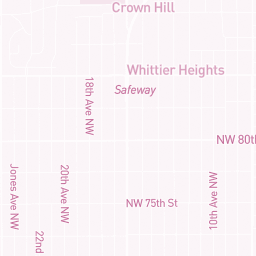 Crown Hill
Whittier Heights
Safeway
18th Ave NW
NW 80th
Jones Ave NW
20th Ave NW
NW 75th St
10th Ave NW
22nd